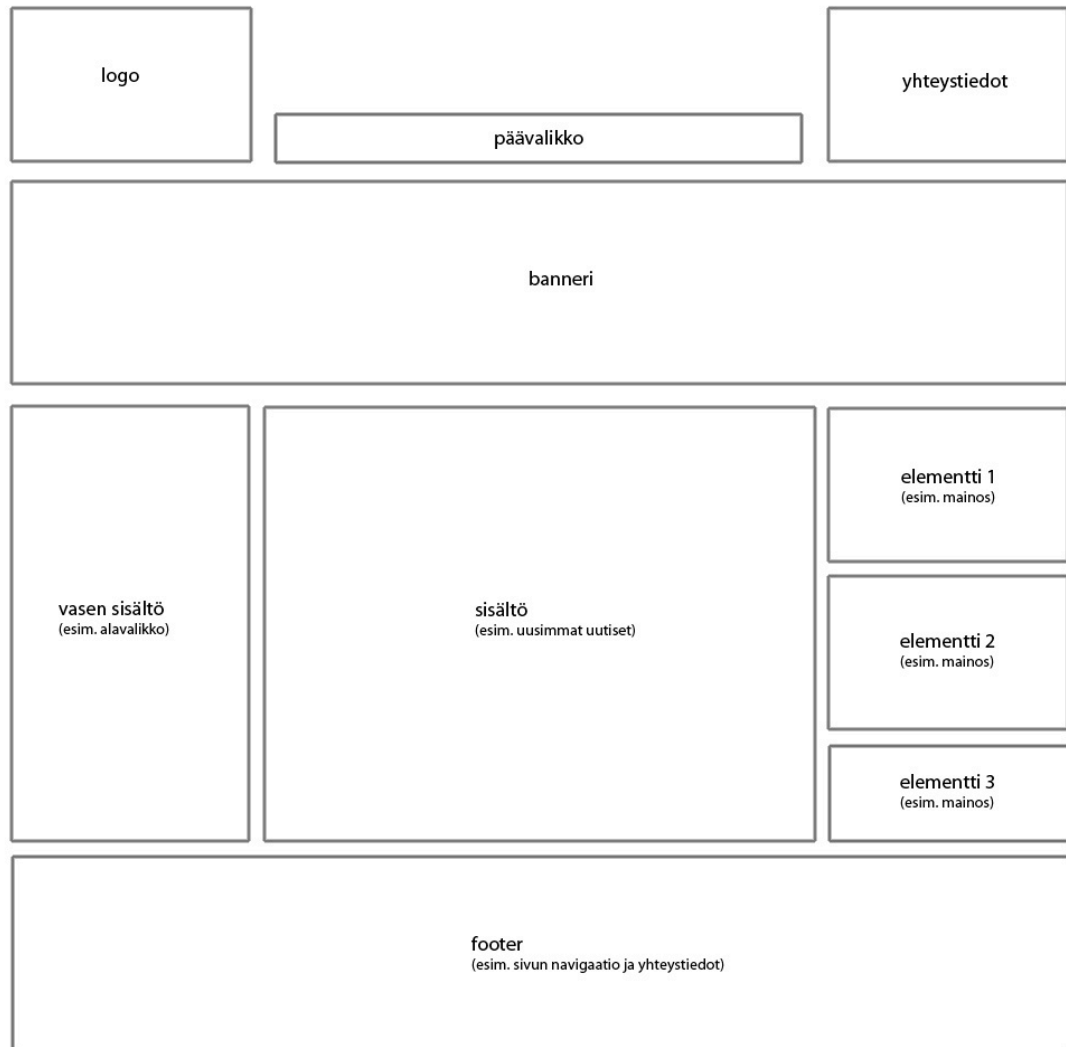 logo
yhteystiedot
päävalikko
banneri
vasen sisältö
(esim. alavalikko)
sisältö
(esim. uusimmat uutiset)
elementti 1
(esim. mainos)
elementti 2
(esim. mainos)
elementti 3
(esim. mainos)
footer
(esim. sivun navigaatio ja yhteystiedot)